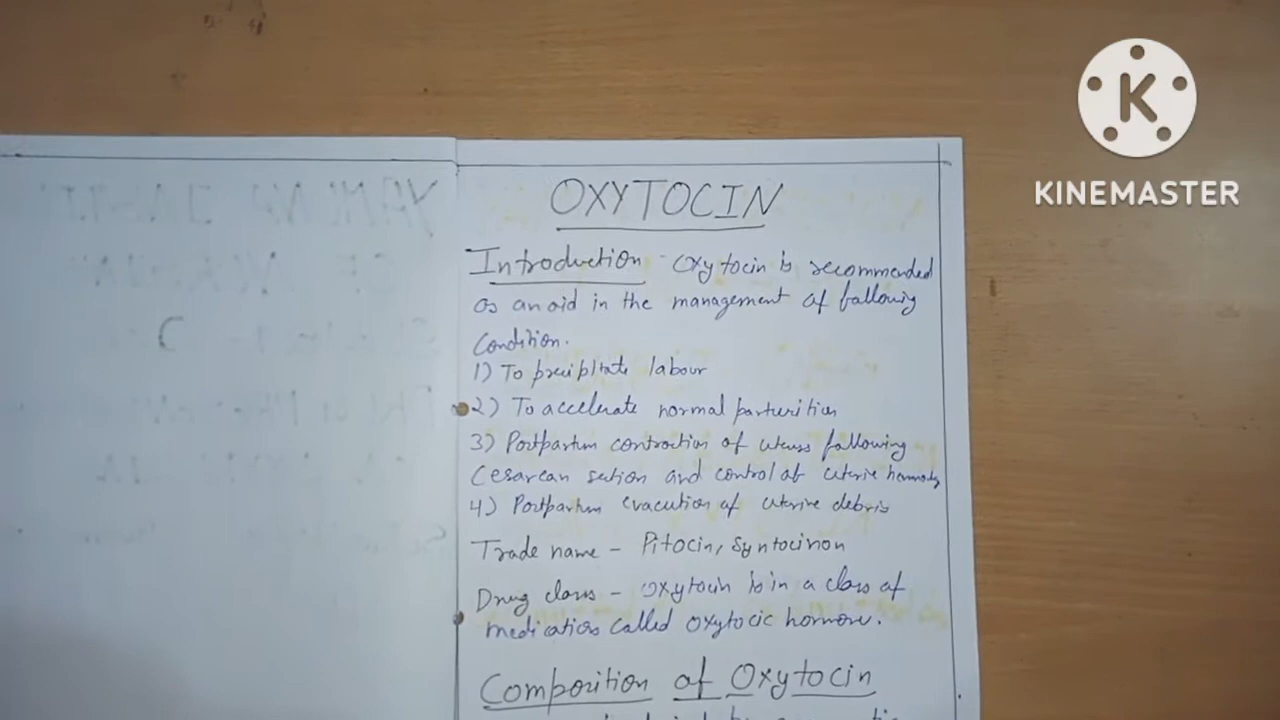 KINEMASTER
OXYTOCIN
Introduction - Oxytocin is recommended
as an aid in the management of following
Condition.
1) To precipitate labour
2) To accelerate normal parturition
3) Postpartum contraction of uterus following
Cesarean section and control of uterine
4) Postpartum evacution of uterine debris
Trade name - Pitocin, Syntocinon
Drug class - Oxytocin is in a class of
medications called oxytocic hormone.
Composition of Oxytocin